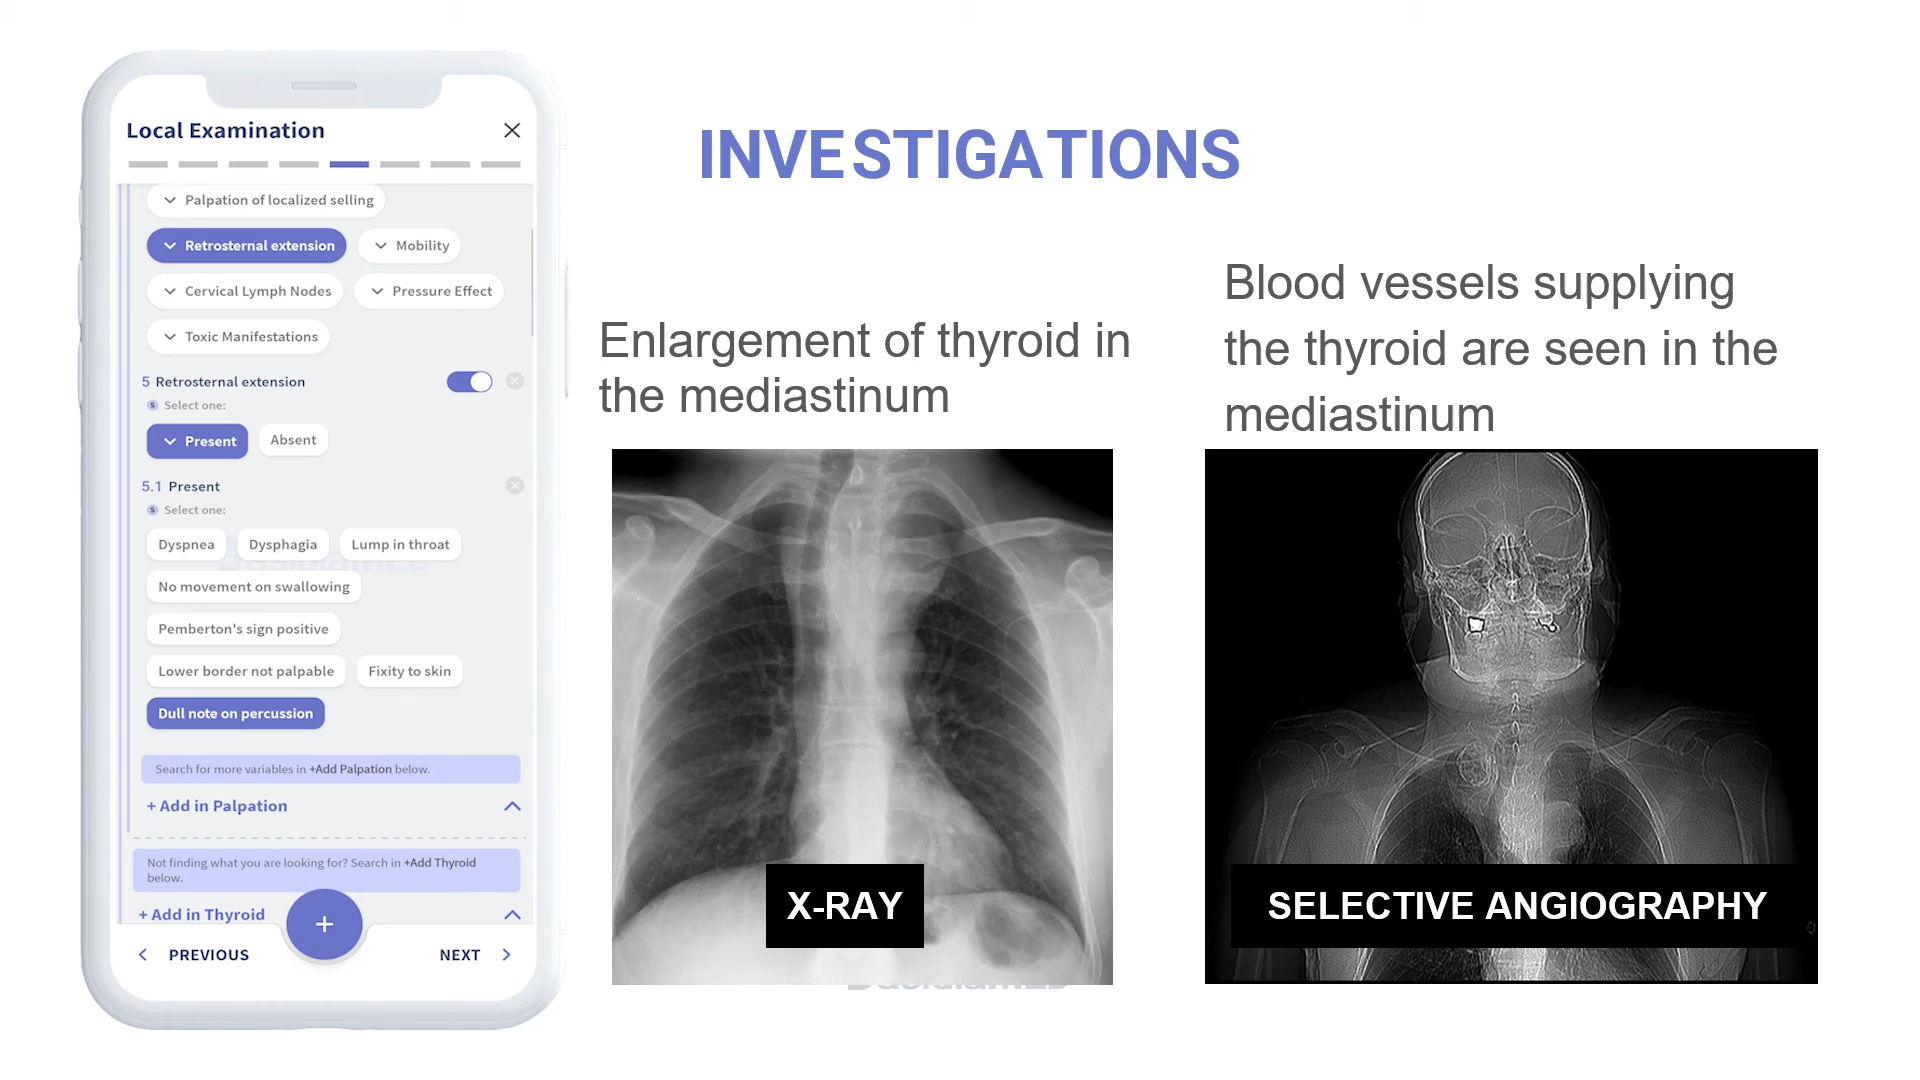 Local Examination
Palpation of localized selling
Retrosternal extension
Mobility
Cervical Lymph Nodes
Pressure Effect
Toxic Manifestations
5 Retrosternal extension
S Select one:
Present
Absent
5.1 Present
S Select one:
Dyspnea
Dysphagia
Lump in throat
No movement on swallowing
Pemberton's sign positive
Lower border not palpable
Fixity to skin
Dull note on percussion
Search for more variables in +Add Palpation below.
+ Add in Palpation
Not finding what you are looking for? Search in +Add Thyroid
below.
+ Add in Thyroid
+
PREVIOUS
NEXT
INVESTIGATIONS
Enlargement of thyroid in
the mediastinum
X-RAY
Blood vessels supplying
the thyroid are seen in the
mediastinum
SELECTIVE ANGIOGRAPHY